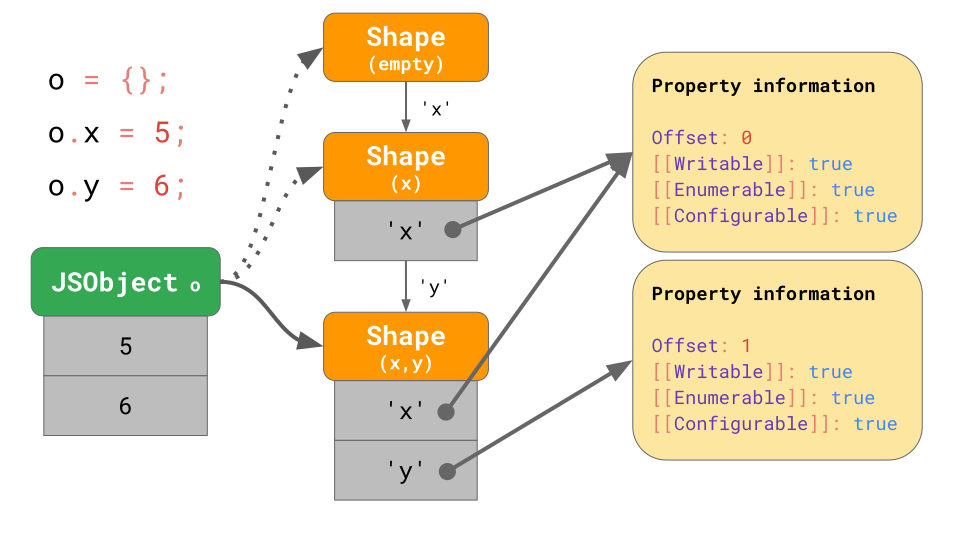 o = {};
o.x = 5;
o.y = 6;
JSObject o
5
6
Shape
(empty)
'x'
Shape
(x)
'x'
'y'
Shape
(x,y)
'x'
'y'
Property information
Offset: 0
[[Writable]]: true
[[Enumerable]]: true
[[Configurable]]: true
Property information
Offset: 1
[[Writable]]: true
[[Enumerable]]: true
[[Configurable]]: true